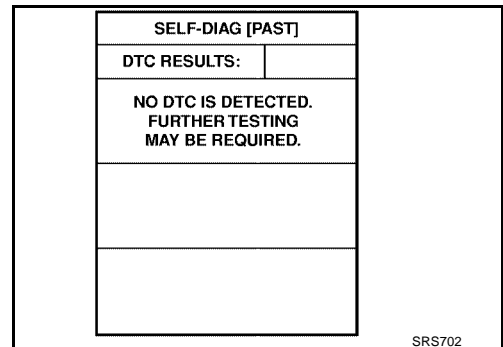 SELF-DIAG [PAST]
DTC RESULTS:
NO DTC IS DETECTED.
FURTHER TESTING
MAY BE REQUIRED.
SRS702